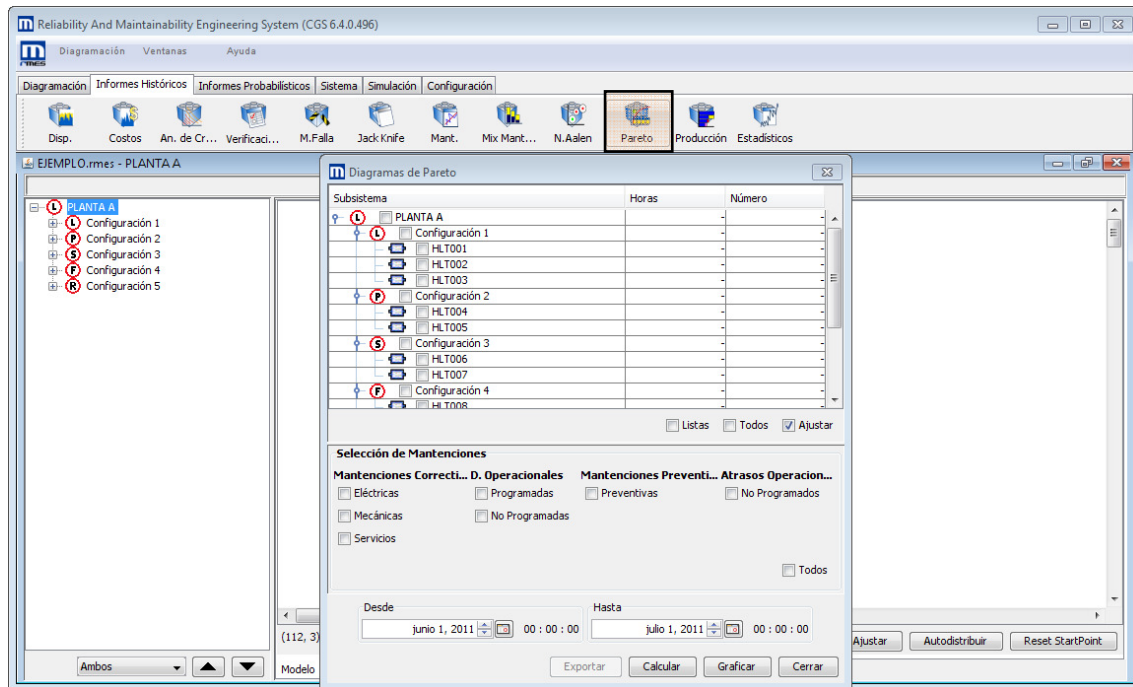 Reliability And Maintainability Engineering System (CGS 6.4.0.496)
m rmes Diagramación Ventanas Ayuda
Diagramación Informes Históricos Informes Probabilísticos Sistema Simulación Configuración
Disp. Costos An. de Cr... Verificaci... M.Falla Jack Knife Mant. Mix Mant... N.Aalen Pareto Producción Estadísticos
EJEMPLO.rmes - PLANTA A
L PLANTA A
L Configuración 1
P Configuración 2
S Configuración 3
F Configuración 4
R Configuración 5
Ambos
(112, 3)
Modelo
Ajustar Autodistribuir Reset StartPoint
Diagramas de Pareto
Subsistema Horas Número
L PLANTA A - -
L Configuración 1 - -
HLT001 - -
HLT002 - -
HLT003 - -
P Configuración 2 - -
HLT004 - -
HLT005 - -
S Configuración 3 - -
HLT006 - -
HLT007 - -
F Configuración 4 - -
HLT008 - -
Listas Todos Ajustar
Selección de Mantenciones
Mantenciones Correcti... D. Operacionales Mantenciones Preventi... Atrasos Operacion...
Eléctricas Programadas Preventivas No Programados
Mecánicas No Programadas
Servicios
Todos
Desde Hasta
junio 1, 2011 00 : 00 : 00 julio 1, 2011 00 : 00 : 00
Exportar Calcular Graficar Cerrar